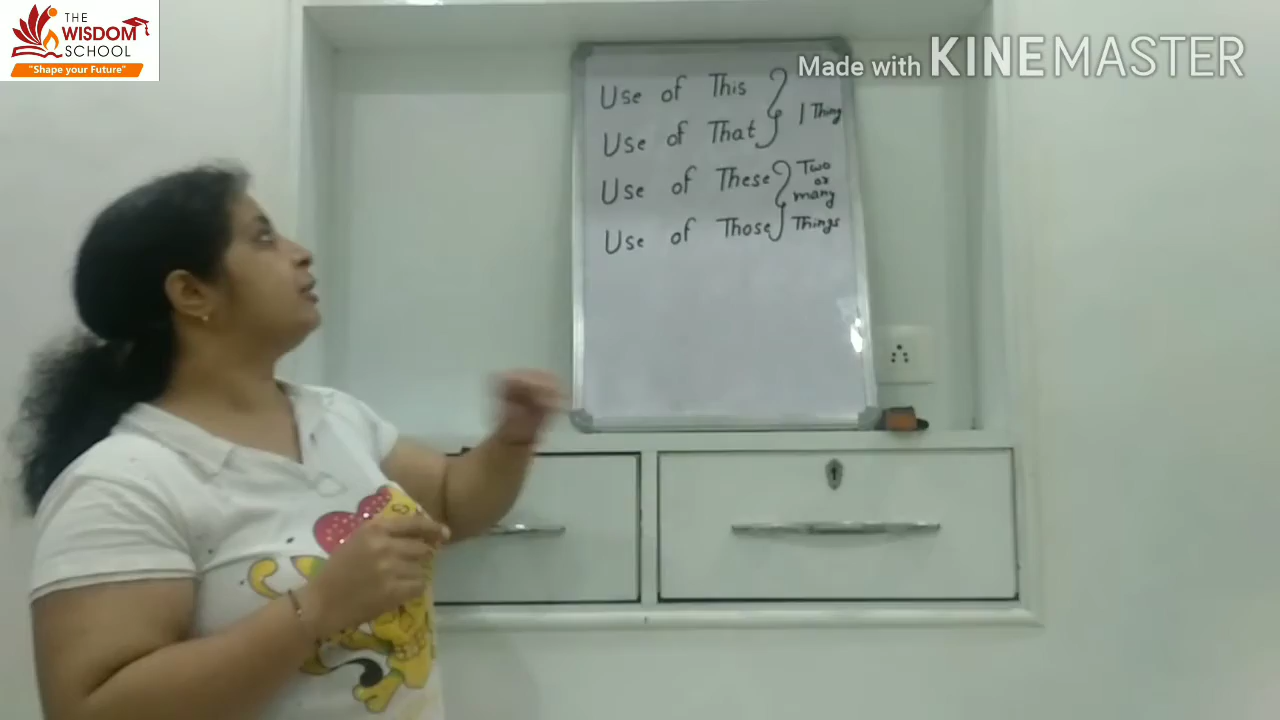 THE
WISDOM
SCHOOL
"Shape your Future"
Made with KINEMASTER
Use of This
Use of That
1 Thing
Use of These
Use of Those
Two
or
many
Things